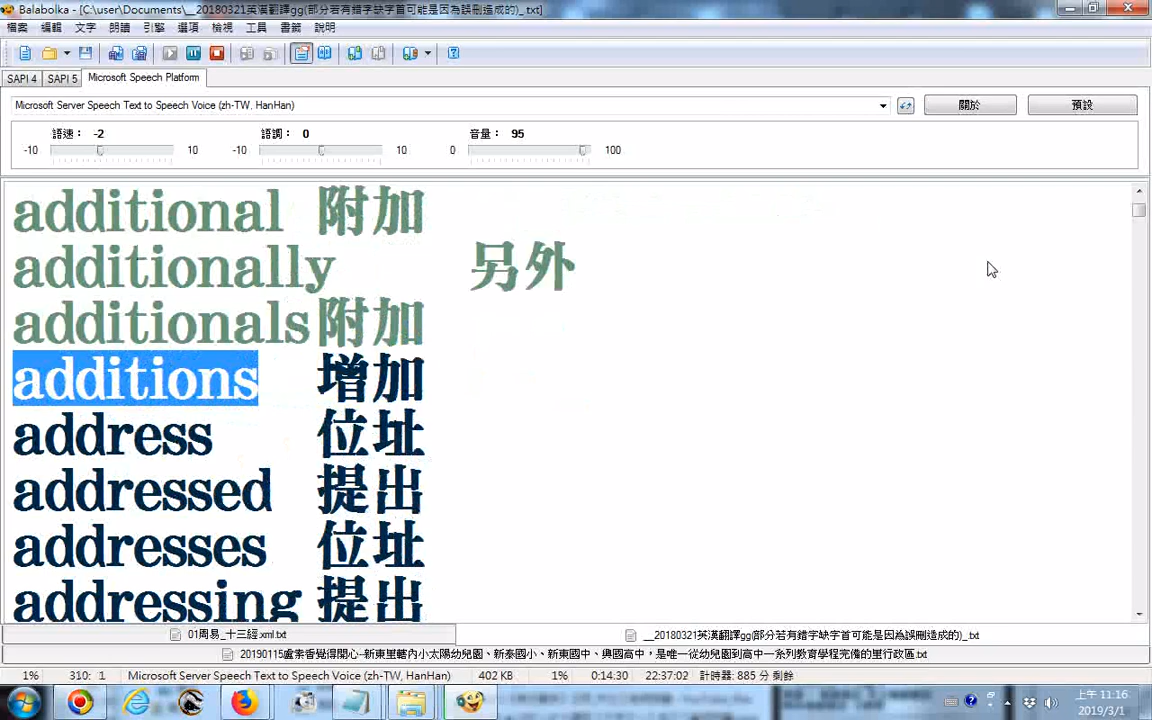 Balabolka - [C:\user\Documents\__20180321英漢翻譯gg(部分若有錯字缺字首可能是因為誤刪造成的)_.txt]
檔案 編輯 文字 朗讀 引擎 選項 檢視 工具 書籤 說明
SAPI 4 SAPI 5 Microsoft Speech Platform
Microsoft Server Speech Text to Speech Voice (zh-TW, HanHan) 關於 預設
語速： -2 語調： 0 音量： 95
-10 10 -10 10 0 100
additional 附加
additionally 另外
additionals 附加
additions 增加
address 位址
addressed 提出
addresses 位址
addressing 提出
01周易_十三經.xml.txt __20180321英漢翻譯gg(部分若有錯字缺字首可能是因為誤刪造成的)_.txt
20190115盧素香覺得開心--新東里轄內小太陽幼兒園、新泰國小、新東國中、興國高中，是唯一從幼兒園到高中一系列教育學程完備的里行政區.txt
1% 310: 1 Microsoft Server Speech Text to Speech Voice (zh-TW, HanHan) 402 KB 1% 0:14:30 22:37:02 計時器: 885 分 剩餘
上午 11:16
2019/3/1